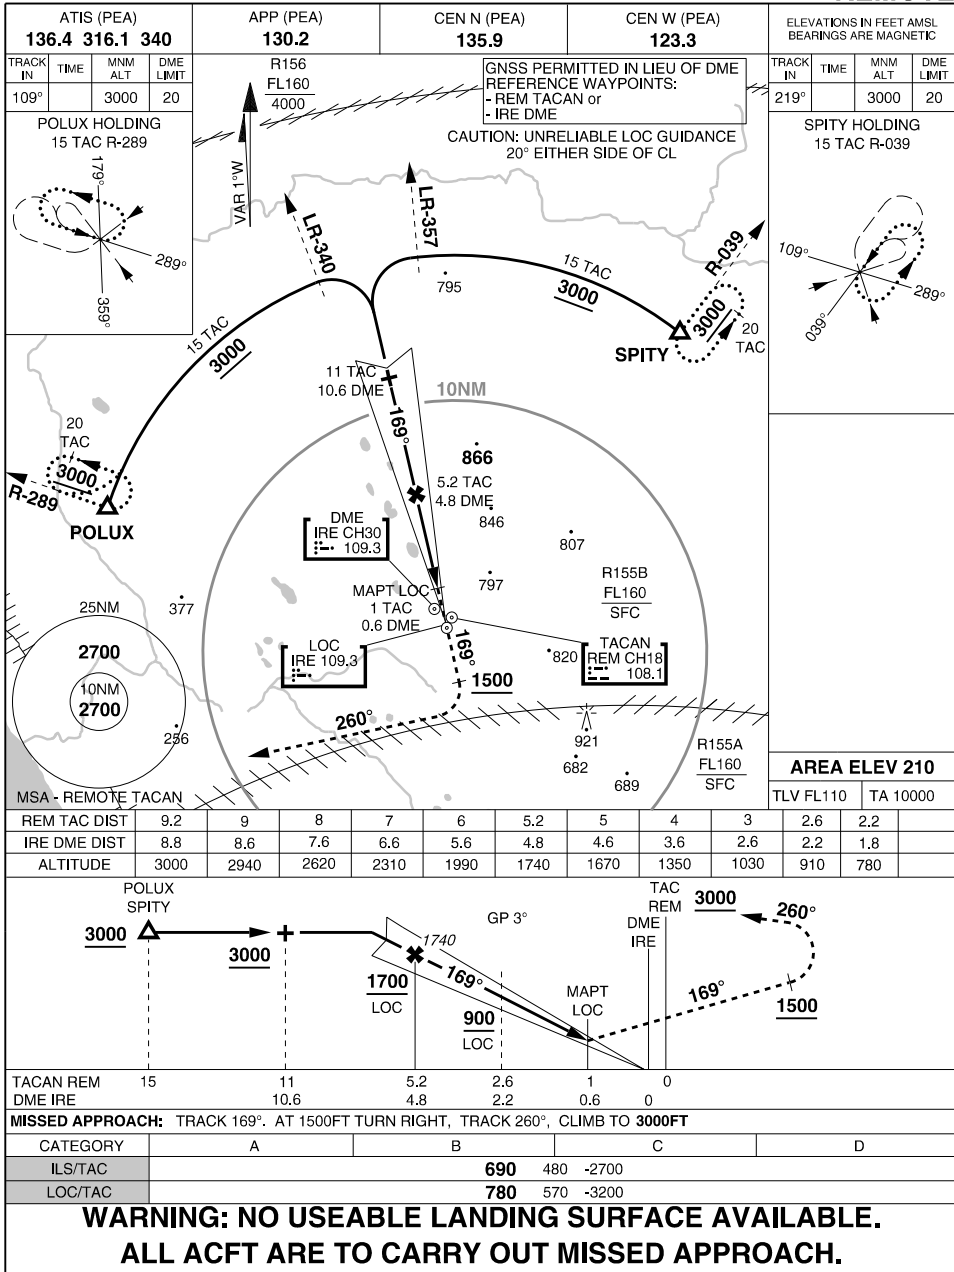 ATIS (PEA)
136.4 316.1 340
APP (PEA)
130.2
CEN N (PEA)
135.9
CEN W (PEA)
123.3
ELEVATIONS IN FEET AMSL
BEARINGS ARE MAGNETIC
TRACK IN TIME MNM ALT DME LIMIT
109° 3000 20
POLUX HOLDING
15 TAC R-289
179°
289°
359°
R156
FL160
4000
VAR 1°W
GNSS PERMITTED IN LIEU OF DME
REFERENCE WAYPOINTS:
- REM TACAN or
- IRE DME
CAUTION: UNRELIABLE LOC GUIDANCE
20° EITHER SIDE OF CL
TRACK IN TIME MNM ALT DME LIMIT
219° 3000 20
SPITY HOLDING
15 TAC R-039
109°
289°
039°
LR-340
LR-357
R-039
795
15 TAC
3000
15 TAC
3000
3000
20
TAC
SPITY
11 TAC
10.6 DME
10NM
169°
20
TAC
3000
R-289
POLUX
866
5.2 TAC
4.8 DME
846
807
DME
IRE CH30
109.3
797
R155B
FL160
SFC
MAPT LOC
1 TAC
0.6 DME
377
25NM
2700
10NM
2700
256
LOC
IRE 109.3
169°
820
TACAN
REM CH18
108.1
1500
260°
921
682
689
R155A
FL160
SFC
MSA - REMOTE TACAN
AREA ELEV 210
TLV FL110 TA 10000
REM TAC DIST 9.2 9 8 7 6 5.2 5 4 3 2.6 2.2
IRE DME DIST 8.8 8.6 7.6 6.6 5.6 4.8 4.6 3.6 2.6 2.2 1.8
ALTITUDE 3000 2940 2620 2310 1990 1740 1670 1350 1030 910 780
POLUX
SPITY
3000
3000
GP 3°
1740
1700
LOC
169°
900
LOC
MAPT
LOC
TAC
REM
DME
IRE
3000
260°
169°
1500
TACAN REM 15 11 5.2 2.6 1 0
DME IRE 10.6 4.8 2.2 0.6 0
MISSED APPROACH: TRACK 169°. AT 1500FT TURN RIGHT, TRACK 260°, CLIMB TO 3000FT
CATEGORY A B C D
ILS/TAC 690 480 -2700
LOC/TAC 780 570 -3200
WARNING: NO USEABLE LANDING SURFACE AVAILABLE.
ALL ACFT ARE TO CARRY OUT MISSED APPROACH.